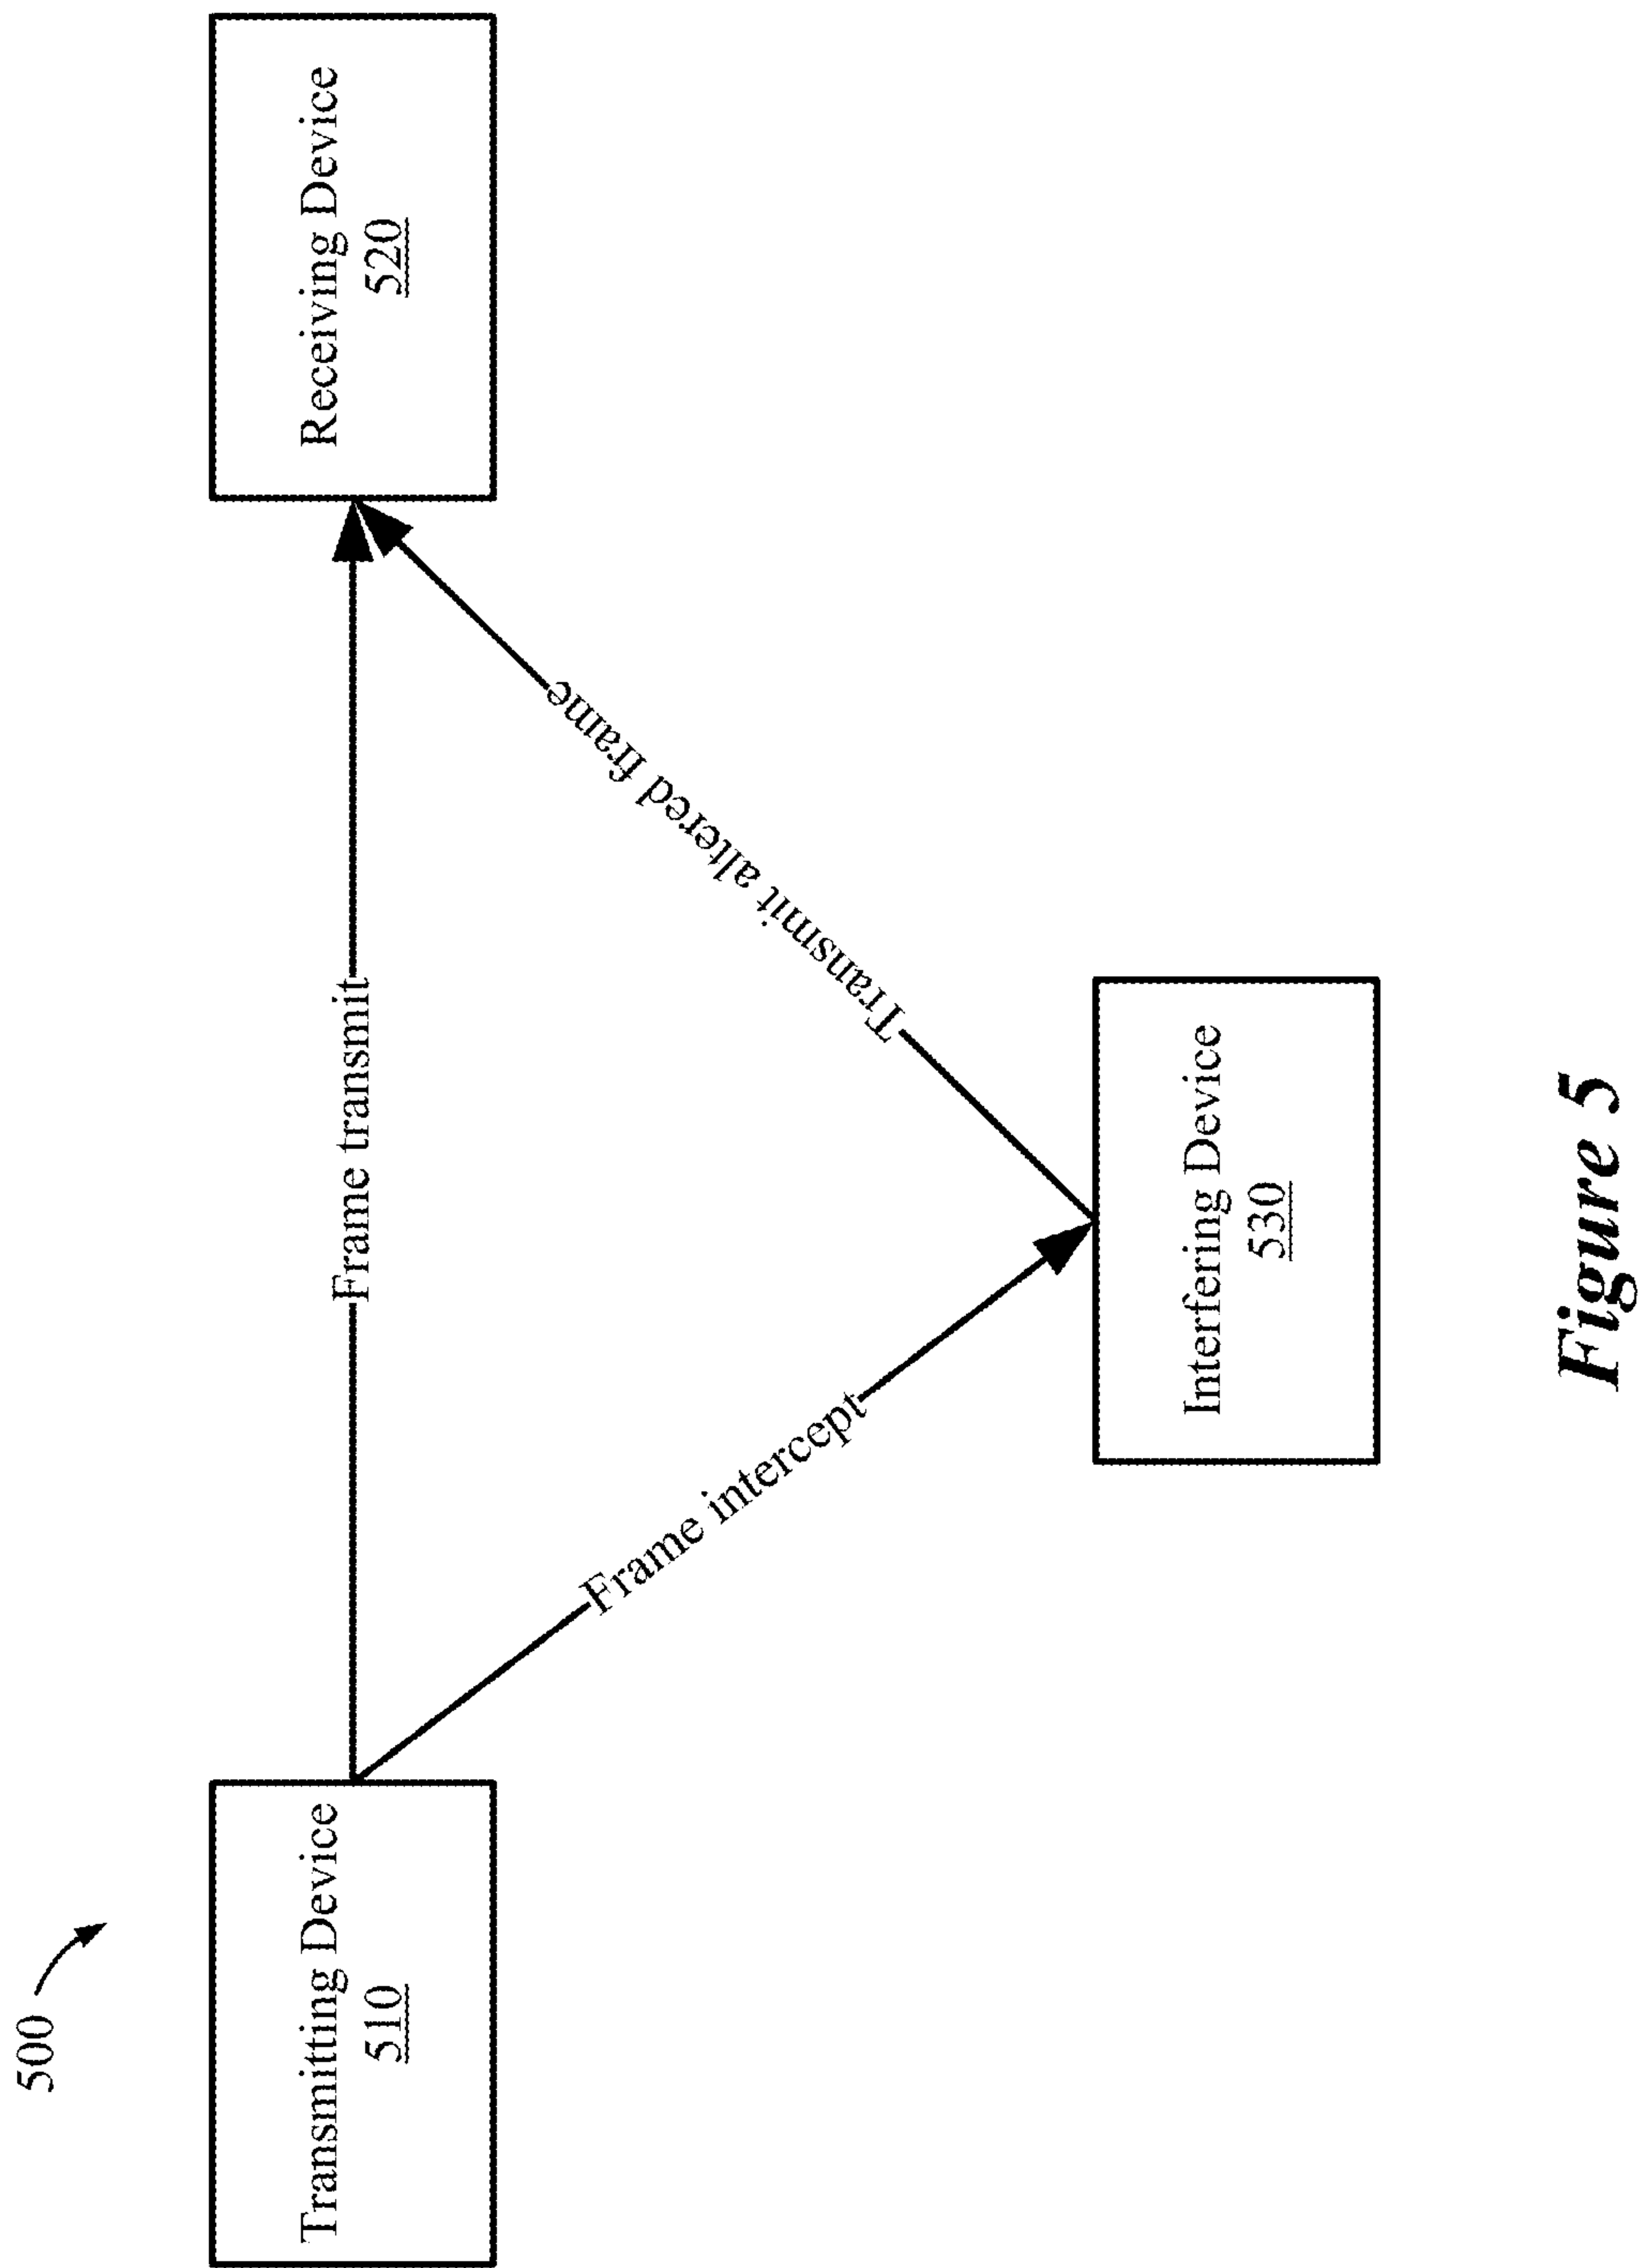 500
Transmitting Device
510
Frame transmit
Receiving Device
520
Frame intercept
Transmit altered frame
Interfering Device
530
Figure 5